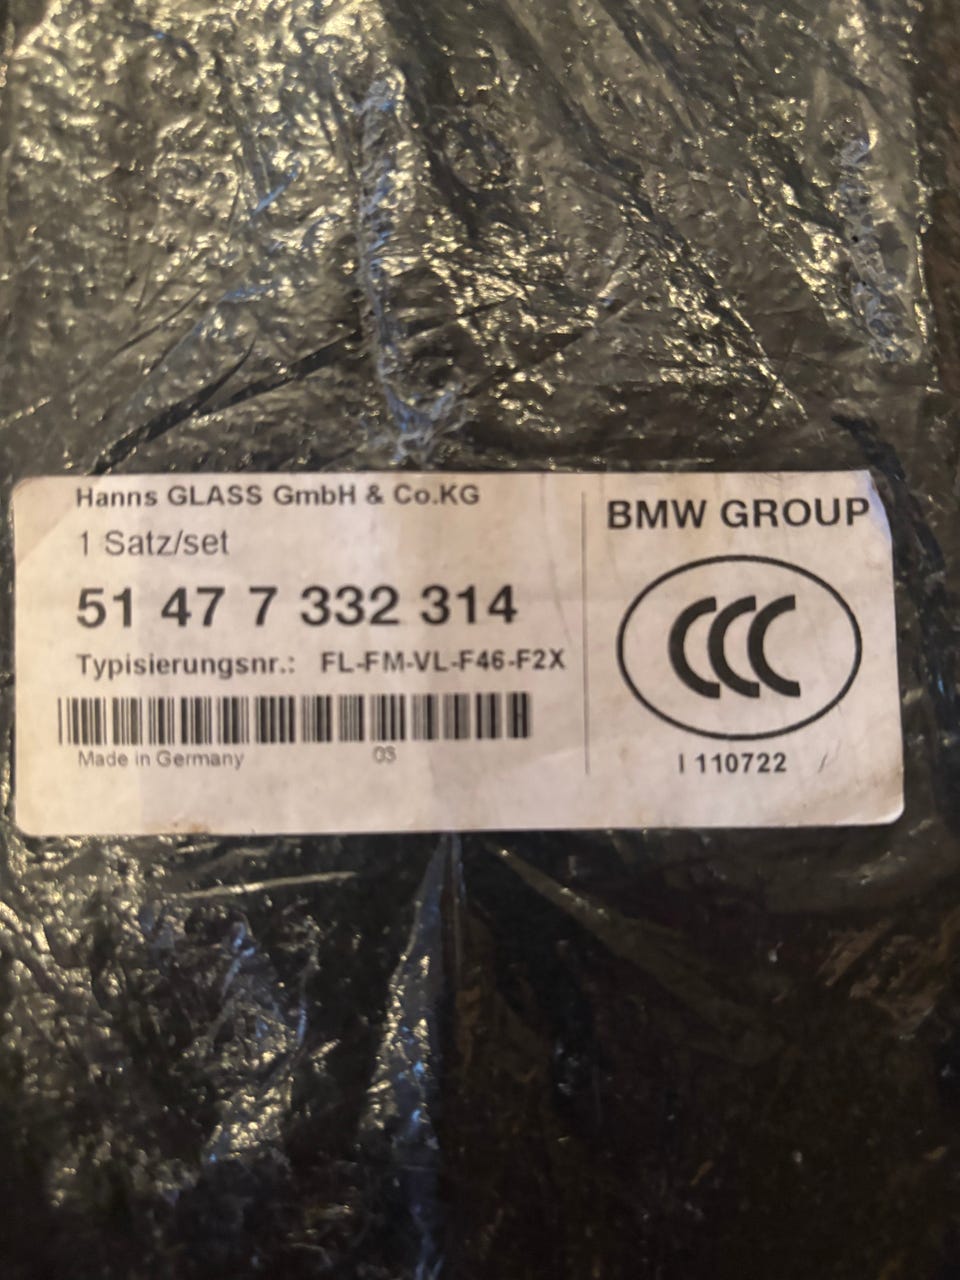 Hanns GLASS GmbH & Co.KG
1 Satz/set
51 47 7 332 314
Typisierungsnr.: FL-FM-VL-F46-F2X
Made in Germany 03
BMW GROUP
CCC
I 110722